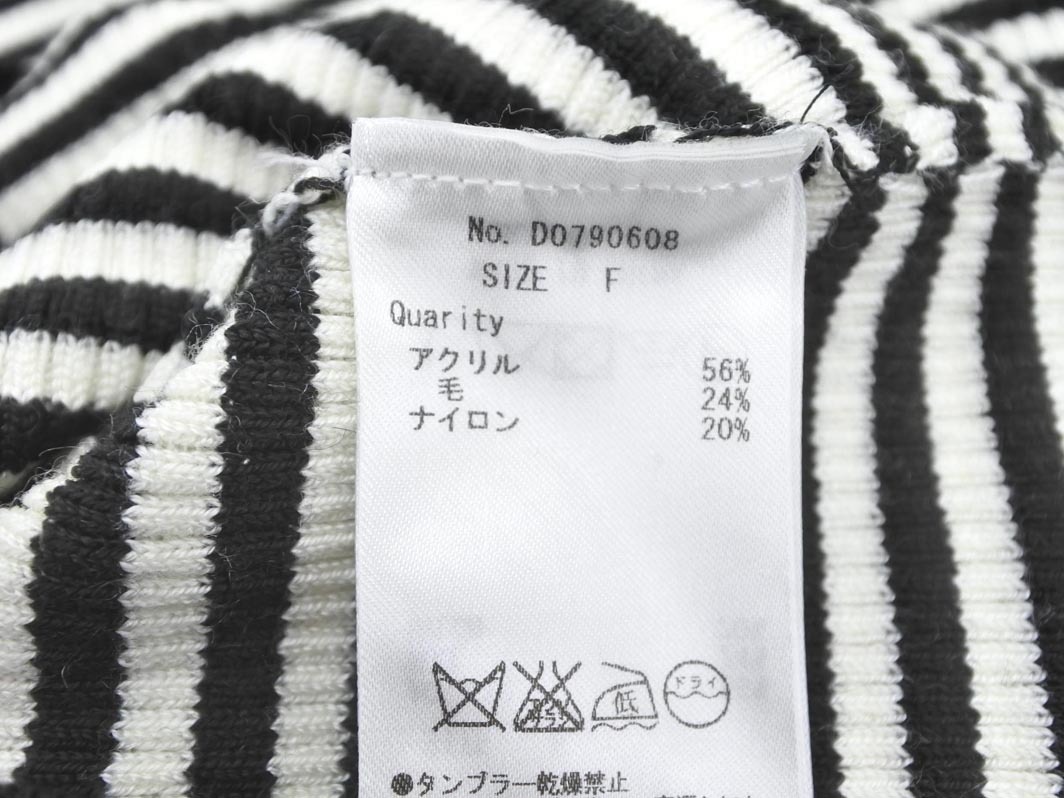 No. D0790608
SIZE F
Quarity
アクリル 56%
毛 24%
ナイロン 20%
低 ドライ
●タンブラー乾燥禁止